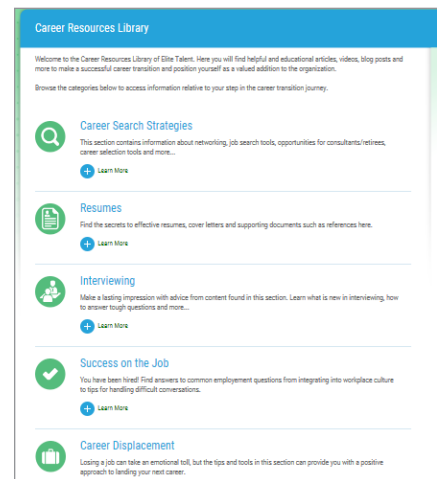 Career Resources Library
Welcome to the Career Resources Library of Elite Talent. Here you will find helpful and educational articles, videos, blog posts and
more to make a successful career transition and position yourself as a valued addition to the organization.
Browse the categories below to access information relative to your step in the career transition journey.
Career Search Strategies
This section contains information about networking, job search tools, opportunities for consultants/retirees,
career selection tools and more...
Learn More
Resumes
Find the secrets to effective resumes, cover letters and supporting documents such as references here.
Learn More
Interviewing
Make a lasting impression with advice from content found in this section. Learn what is new in interviewing, how
to answer tough questions and more...
Learn More
Success on the Job
You have been hired! Find answers to common employement questions from integrating into workplace culture
to tips for handling difficult conversations.
Learn More
Career Displacement
Losing a job can take an emotional toll, but the tips and tools in this section can provide you with a positive
approach to landing your next career.